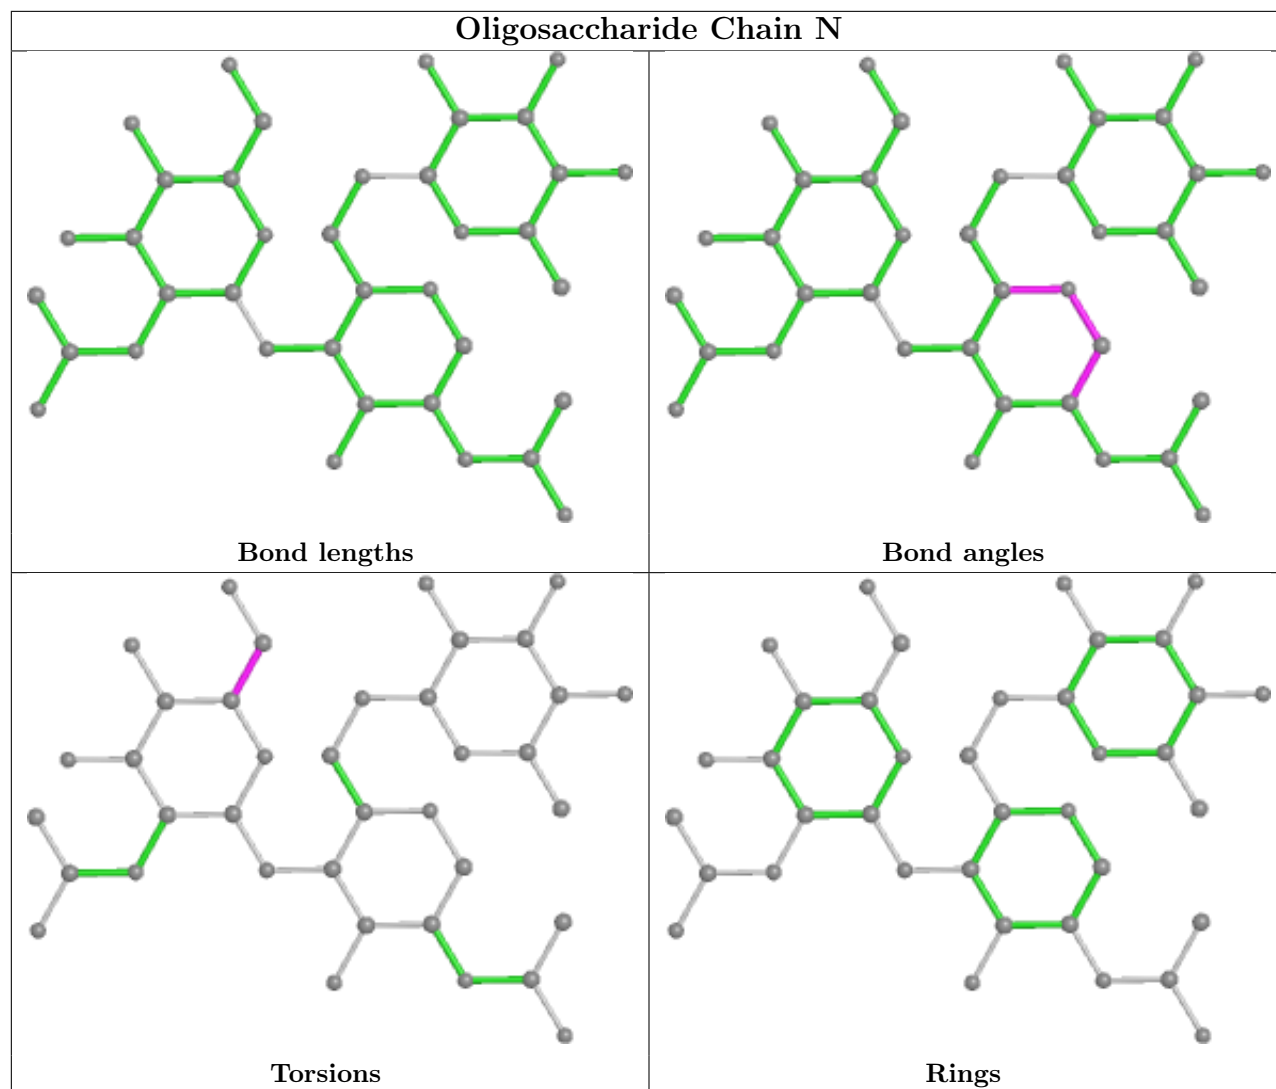 Oligosaccharide Chain N
Bond lengths
Bond angles
Torsions
Rings